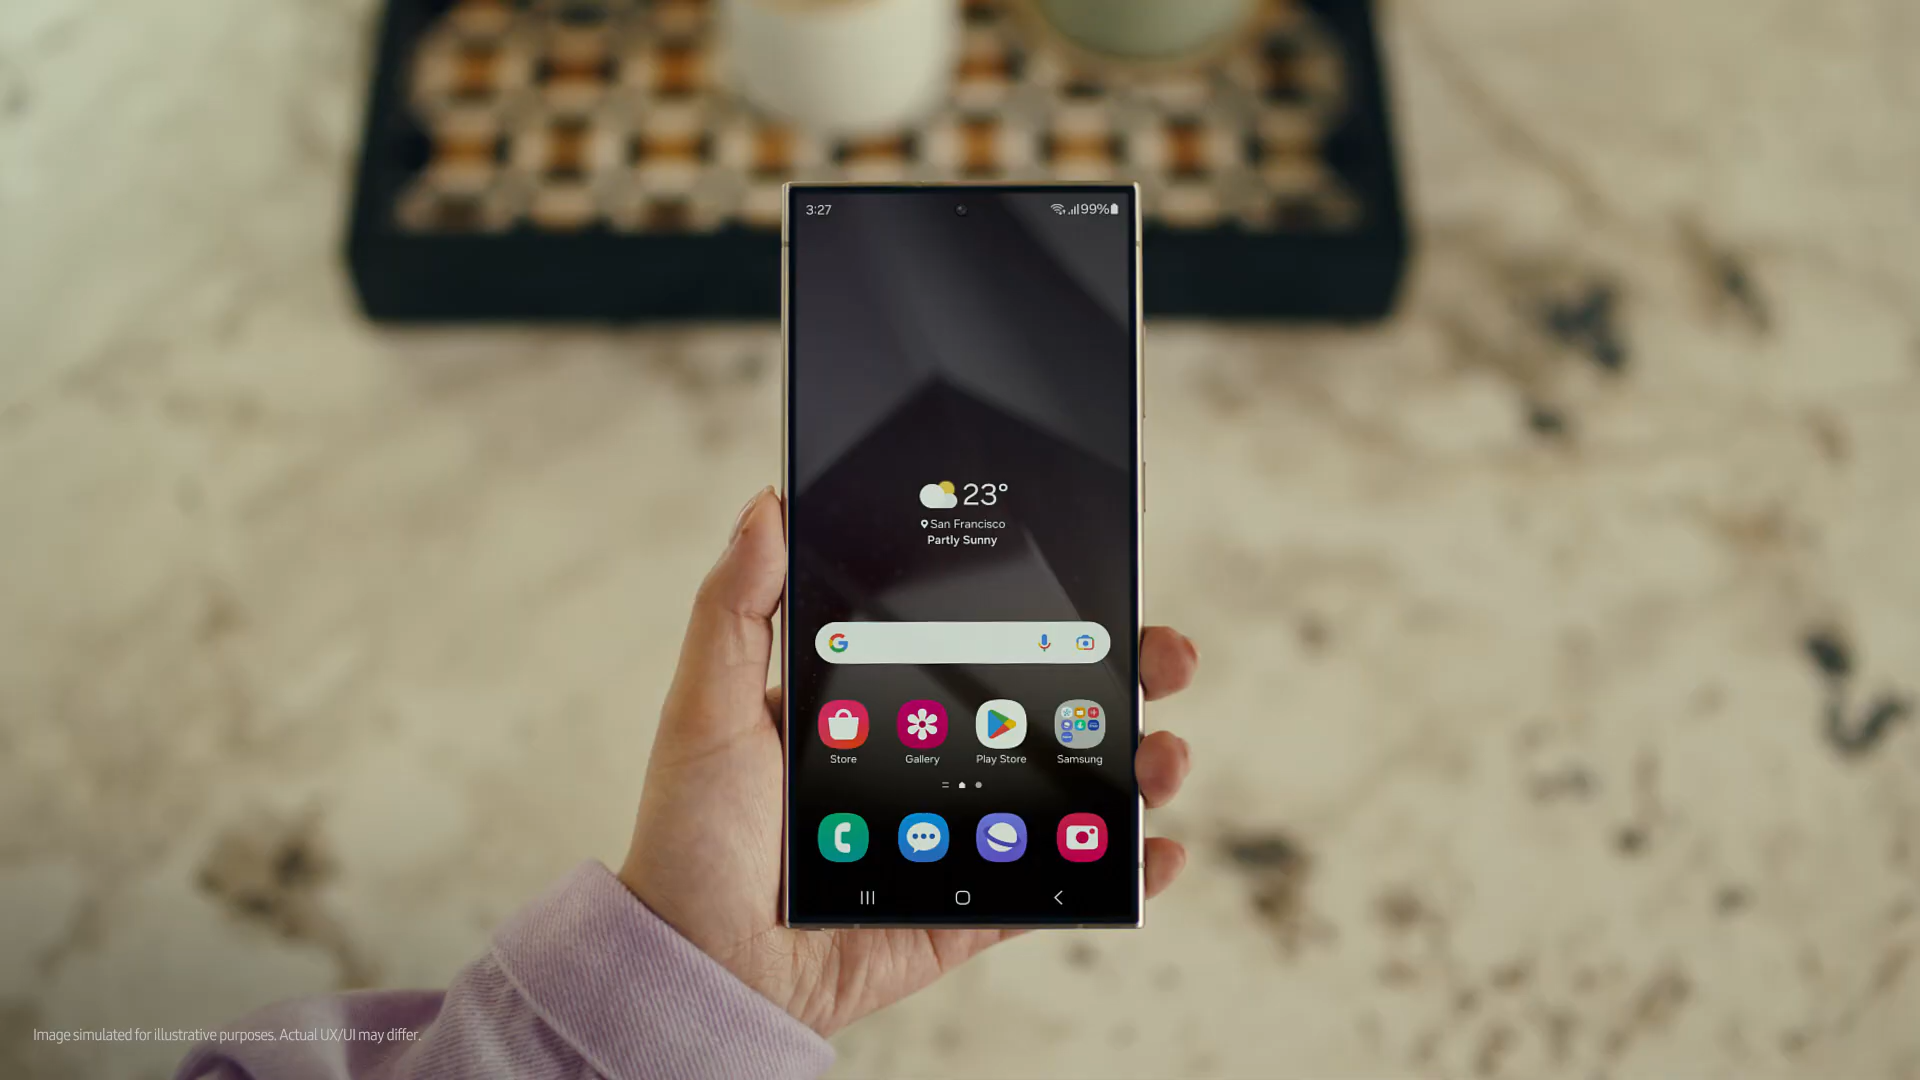 3:27
99%
23°
San Francisco
Partly Sunny
G
Store
Gallery
Play Store
Samsung
Image simulated for illustrative purposes. Actual UX/UI may differ.